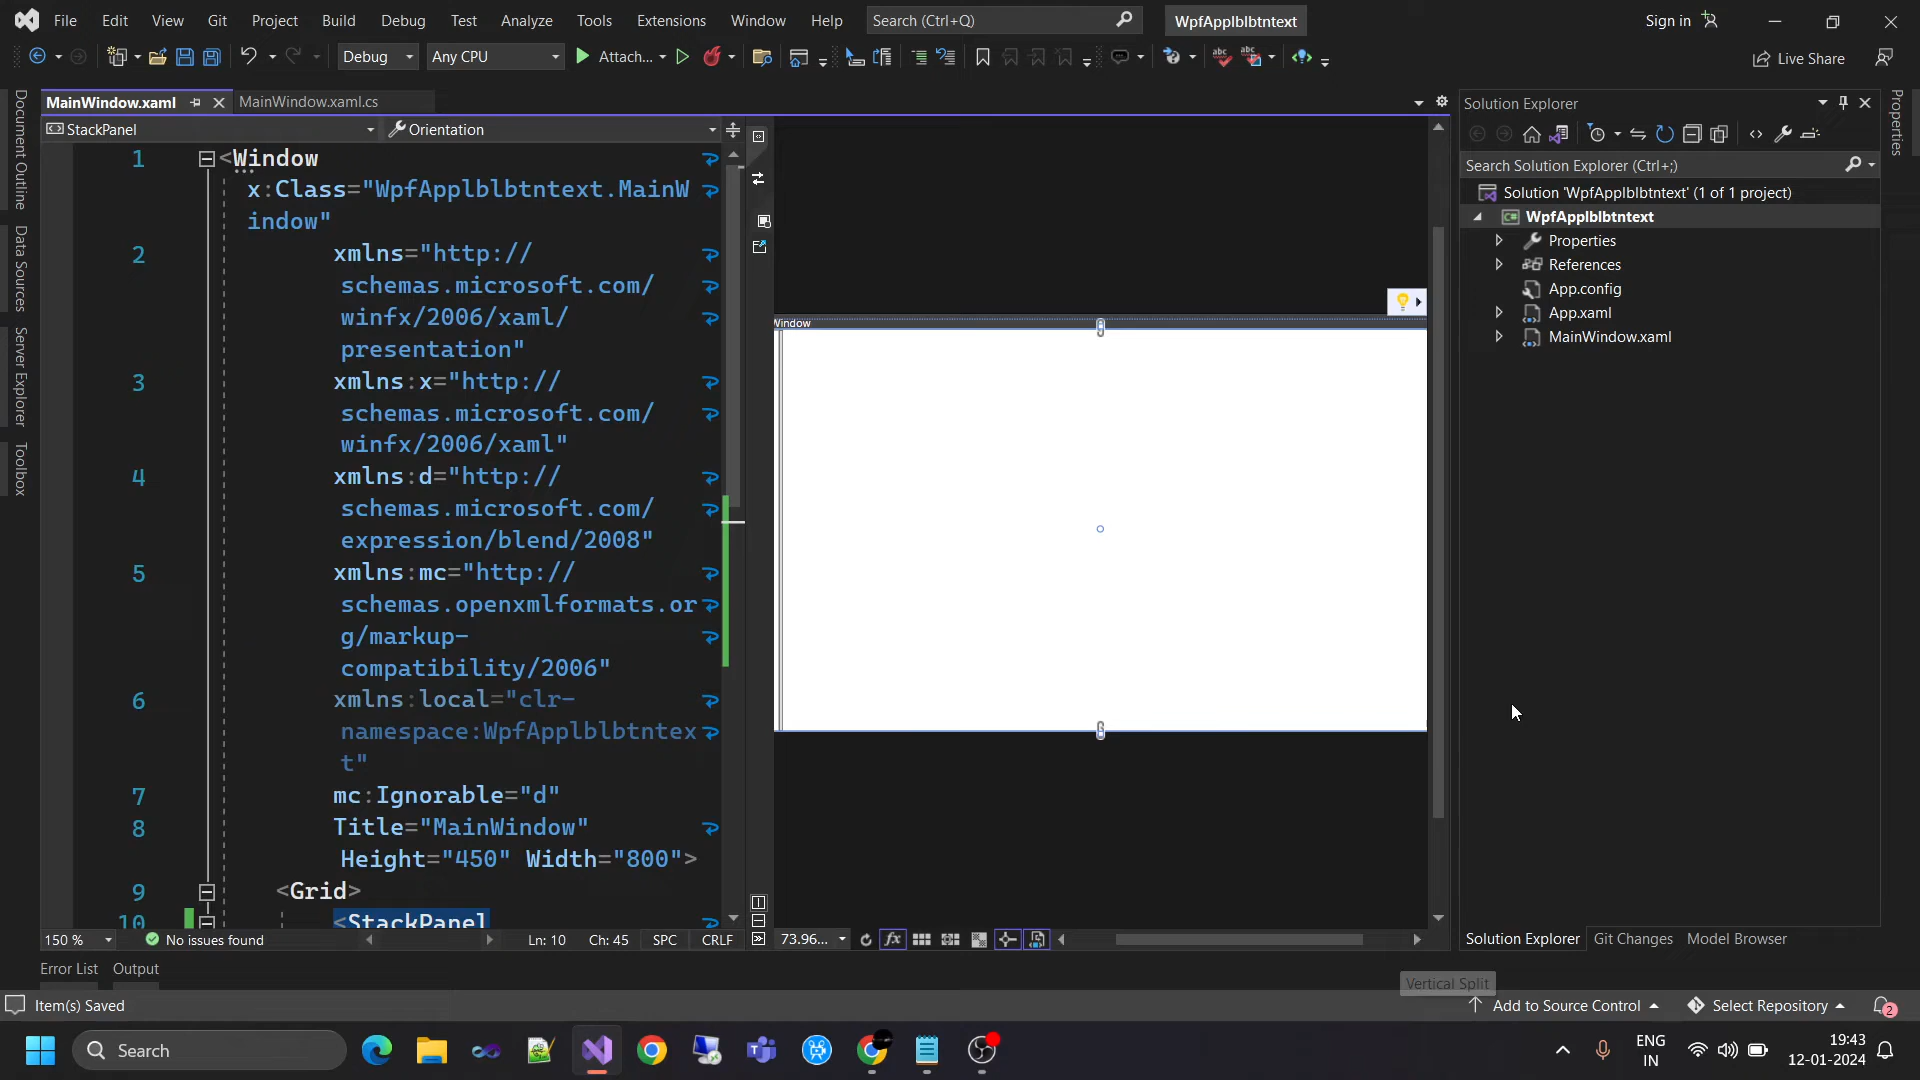 File Edit View Git Project Build Debug Test Analyze Tools Extensions Window Help Search (Ctrl+Q) WpfApplblbtntext Sign in
Debug Any CPU Attach... Live Share
MainWindow.xaml MainWindow.xaml.cs
StackPanel Orientation
1 <Window
x:Class="WpfApplblbtntext.MainW
indow"
2 xmlns="http://
schemas.microsoft.com/
winfx/2006/xaml/
presentation"
3 xmlns:x="http://
schemas.microsoft.com/
winfx/2006/xaml"
4 xmlns:d="http://
schemas.microsoft.com/
expression/blend/2008"
5 xmlns:mc="http://
schemas.openxmlformats.or
g/markup-
compatibility/2006"
6 xmlns:local="clr-
namespace:WpfApplblbtntex
t"
7 mc:Ignorable="d"
8 Title="MainWindow"
Height="450" Width="800">
9 <Grid>
10 <StackPanel
150 % No issues found Ln: 10 Ch: 45 SPC CRLF
Document Outline
Data Sources
Server Explorer
Toolbox
Window
73.96...
Solution Explorer
Search Solution Explorer (Ctrl+;)
Solution 'WpfApplblbtntext' (1 of 1 project)
WpfApplblbtntext
Properties
References
App.config
App.xaml
MainWindow.xaml
Solution Explorer Git Changes Model Browser
Properties
Error List Output
Vertical Split
Item(s) Saved Add to Source Control Select Repository 2
Search
ENG
IN
19:43
12-01-2024